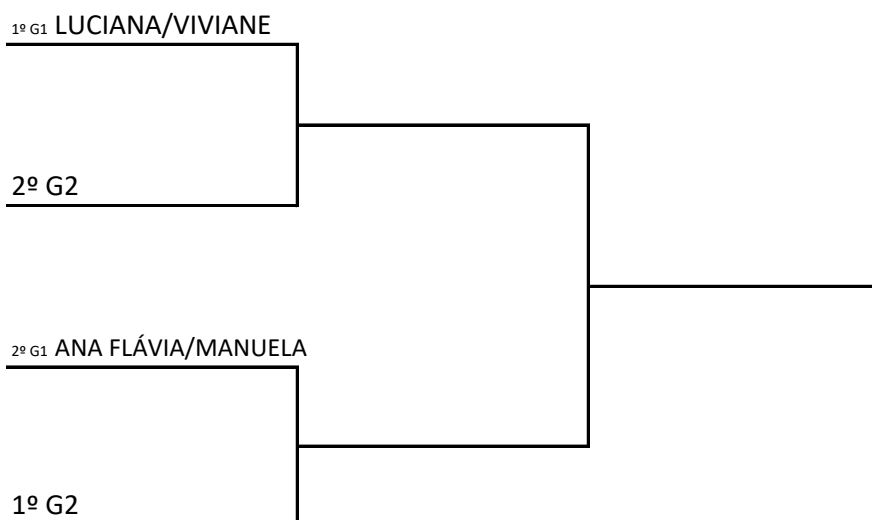 1º G1 LUCIANA/VIVIANE
2º G2
2º G1 ANA FLÁVIA/MANUELA
1º G2